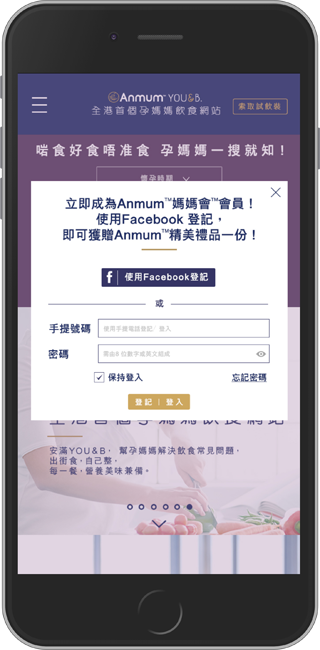 Anmum™ YOU&B.
全港首個孕媽媽飲食網站
索取試飲裝
啱食好食唔准食 孕媽媽一搜就知！
懷孕時期
立即成為Anmum™媽媽會™會員！
使用Facebook 登記，
即可獲贈Anmum™精美禮品一份！
f 使用Facebook登記
或
手提號碼
使用手提電話登記／登入
密碼
需由8 位數字或英文組成
保持登入
忘記密碼
登記 | 登入
全港首個孕媽媽飲食網站
安滿YOU&B， 幫孕媽媽解決飲食常見問題，
出街食，自己整，
每一餐，營養美味兼備。